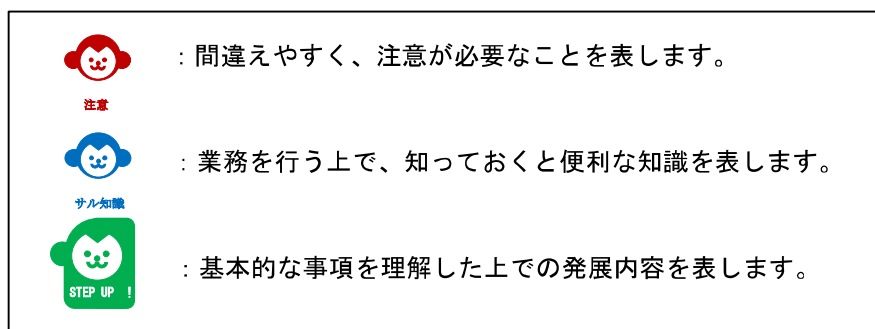 ：間違えやすく、注意が必要なことを表します。
注意
：業務を行う上で、知っておくと便利な知識を表します。
サル知識
：基本的な事項を理解した上での発展内容を表します。
STEP UP !